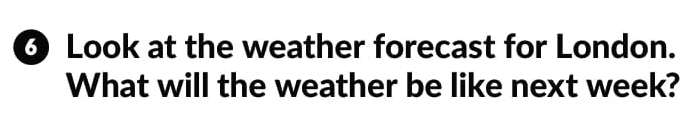 6 Look at the weather forecast for London.
What will the weather be like next week?